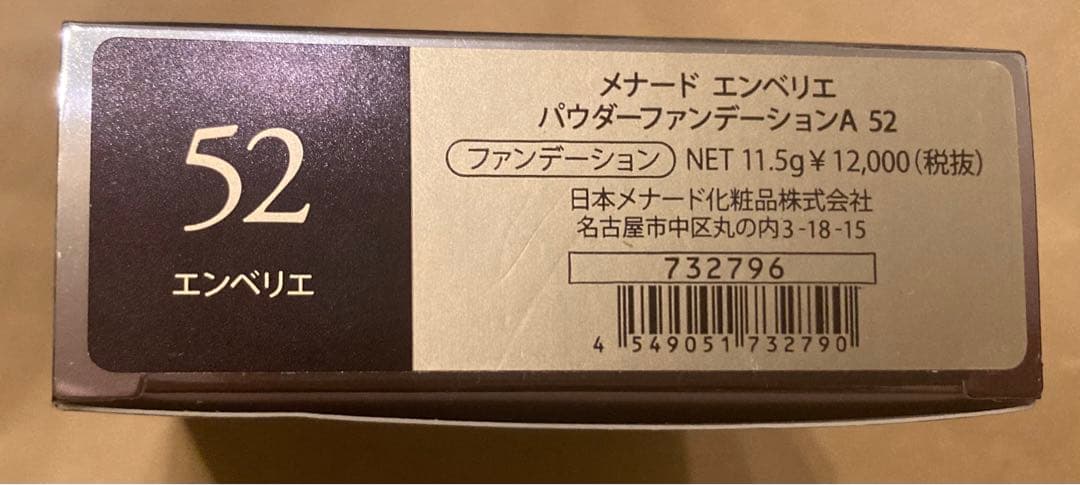 52
エンベリエ
メナード エンベリエ
パウダーファンデーションA 52
ファンデーション NET 11.5g ¥ 12,000(税抜)
日本メナード化粧品株式会社
名古屋市中区丸の内3-18-15
732796
4 549051 732790